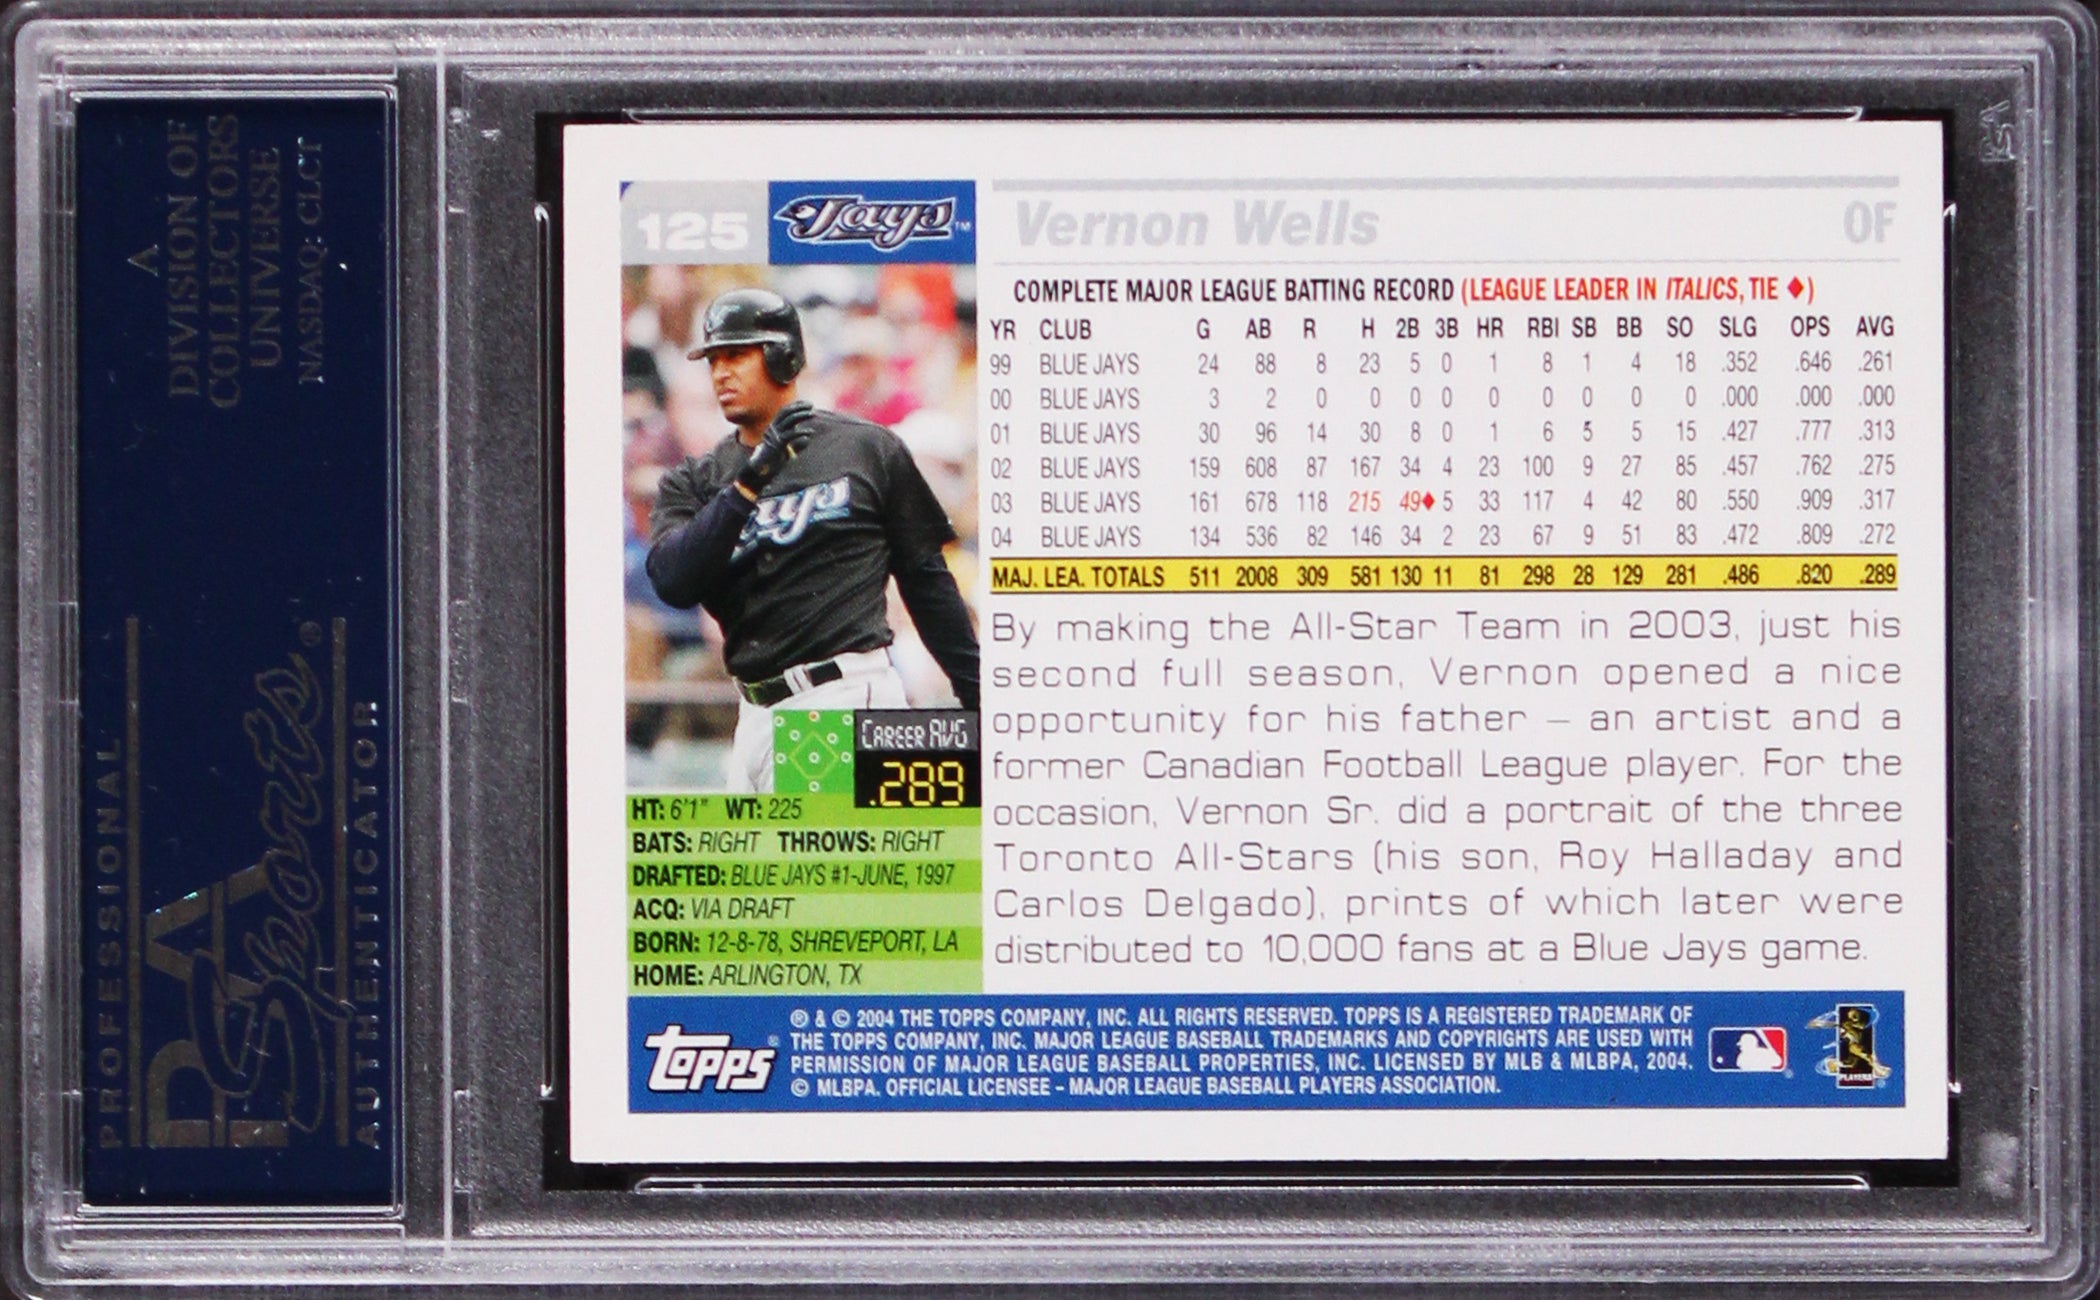 A
DIVISION OF
COLLECTORS
UNIVERSE
NASDAQ: CLCT
PROFESSIONAL
PSA
Sports®
AUTHENTICATOR
125
Jays™
Vernon Wells OF
COMPLETE MAJOR LEAGUE BATTING RECORD (LEAGUE LEADER IN ITALICS, TIE ♦)
YR CLUB G AB R H 2B 3B HR RBI SB BB SO SLG OPS AVG
99 BLUE JAYS 24 88 8 23 5 0 1 8 1 4 18 .352 .646 .261
00 BLUE JAYS 3 2 0 0 0 0 0 0 0 0 0 .000 .000 .000
01 BLUE JAYS 30 96 14 30 8 0 1 6 5 5 15 .427 .777 .313
02 BLUE JAYS 159 608 87 167 34 4 23 100 9 27 85 .457 .762 .275
03 BLUE JAYS 161 678 118 215 49♦ 5 33 117 4 42 80 .550 .909 .317
04 BLUE JAYS 134 536 82 146 34 2 23 67 9 51 83 .472 .809 .272
MAJ. LEA. TOTALS 511 2008 309 581 130 11 81 298 28 129 281 .486 .820 .289
By making the All-Star Team in 2003, just his
second full season, Vernon opened a nice
opportunity for his father – an artist and a
former Canadian Football League player. For the
occasion, Vernon Sr. did a portrait of the three
Toronto All-Stars (his son, Roy Halladay and
Carlos Delgado), prints of which later were
distributed to 10,000 fans at a Blue Jays game.
Jays
CAREER AVG
.289
HT: 6'1" WT: 225
BATS: RIGHT THROWS: RIGHT
DRAFTED: BLUE JAYS #1-JUNE, 1997
ACQ: VIA DRAFT
BORN: 12-8-78, SHREVEPORT, LA
HOME: ARLINGTON, TX
topps®
® & © 2004 THE TOPPS COMPANY, INC. ALL RIGHTS RESERVED. TOPPS IS A REGISTERED TRADEMARK OF
THE TOPPS COMPANY, INC. MAJOR LEAGUE BASEBALL TRADEMARKS AND COPYRIGHTS ARE USED WITH
PERMISSION OF MAJOR LEAGUE BASEBALL PROPERTIES, INC. LICENSED BY MLB & MLBPA, 2004.
© MLBPA. OFFICIAL LICENSEE – MAJOR LEAGUE BASEBALL PLAYERS ASSOCIATION.
PLAYERS
PSA